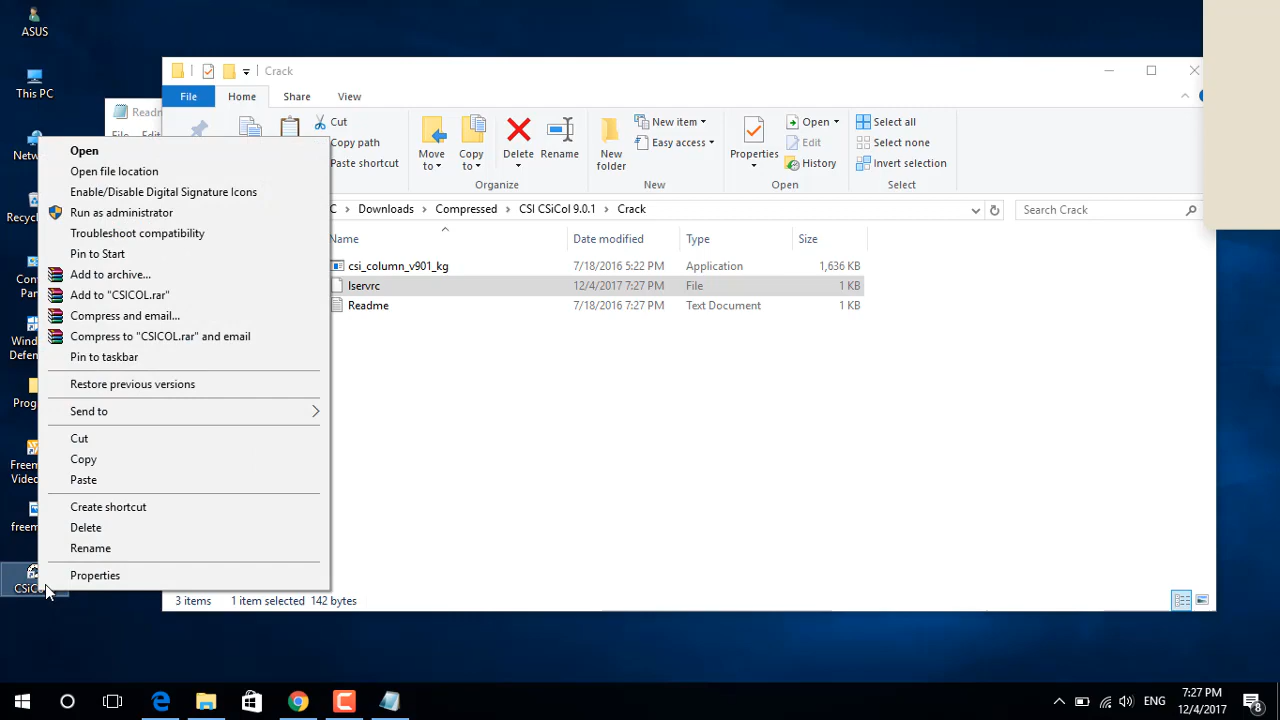 ASUS
This PC
Netw
Recyc
Cont
Pan
Wind
Defen
Prog
Freem
Video
freem
CSiCo
Readn
File
Edit
Crack
File
Home
Share
View
Cut
Copy path
Paste shortcut
Move
to
Copy
to
Delete
Rename
Organize
New
folder
New item
Easy access
New
Properties
Open
Edit
History
Open
Select all
Select none
Invert selection
Select
C
Downloads
Compressed
CSI CSiCol 9.0.1
Crack
Search Crack
Name
Date modified
Type
Size
csi_column_v901_kg
7/18/2016 5:22 PM
Application
1,636 KB
lservrc
12/4/2017 7:27 PM
File
1 KB
Readme
7/18/2016 7:27 PM
Text Document
1 KB
Open
Open file location
Enable/Disable Digital Signature Icons
Run as administrator
Troubleshoot compatibility
Pin to Start
Add to archive...
Add to "CSICOL.rar"
Compress and email...
Compress to "CSICOL.rar" and email
Pin to taskbar
Restore previous versions
Send to
Cut
Copy
Paste
Create shortcut
Delete
Rename
Properties
3 items
1 item selected
142 bytes
ENG
7:27 PM
12/4/2017
8